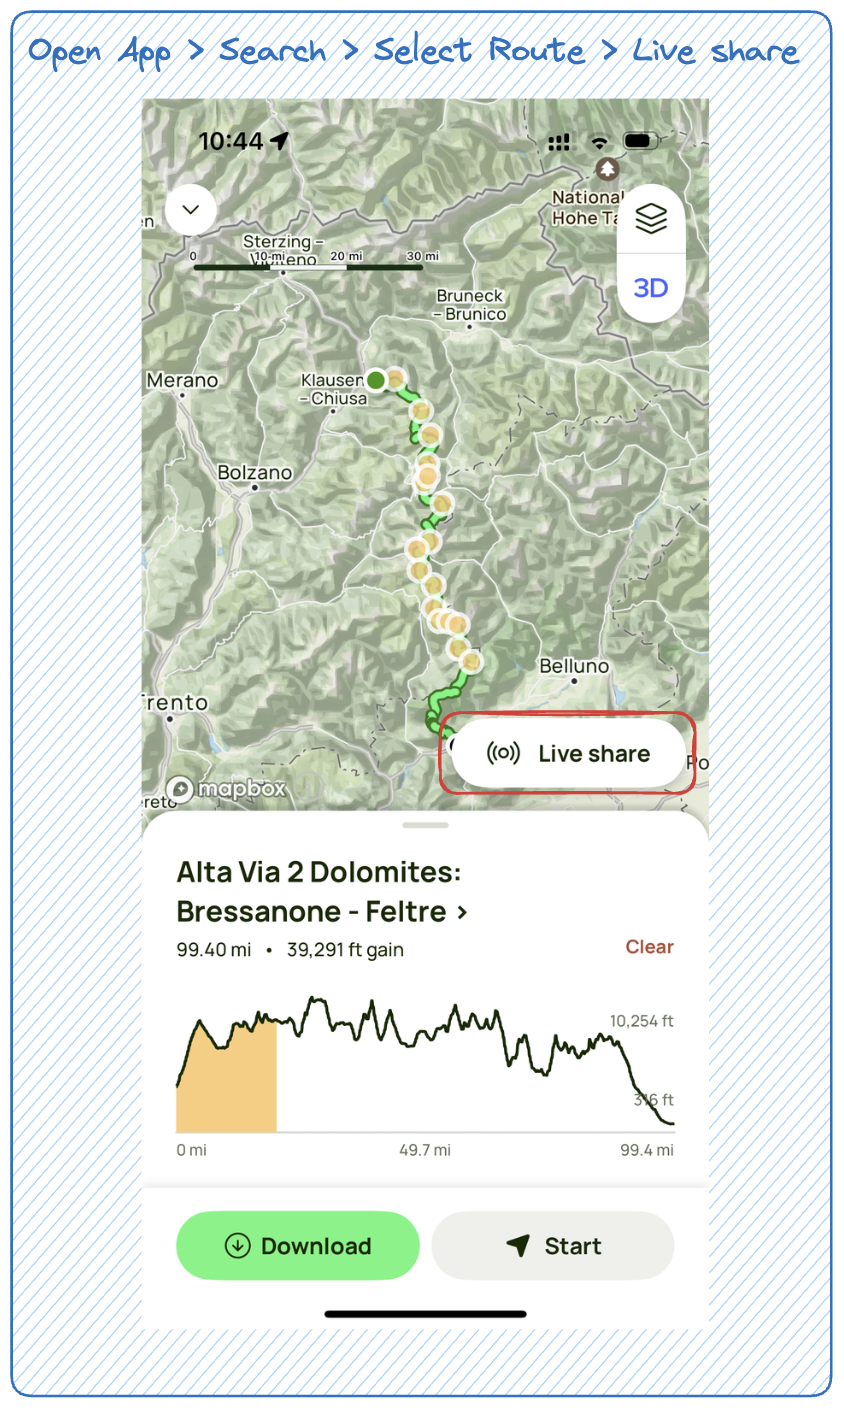 Open App > Search > Select Route > Live share
10:44
National
Hohe Ta
en
Sterzing –
0 10 mi 20 mi 30 mi
3D
Bruneck
– Brunico
Merano
Klausen
– Chiusa
Bolzano
Belluno
Trento
Live share
Po
ereto
mapbox
Alta Via 2 Dolomites:
Bressanone - Feltre >
99.40 mi • 39,291 ft gain
Clear
10,254 ft
316 ft
0 mi 49.7 mi 99.4 mi
Download
Start